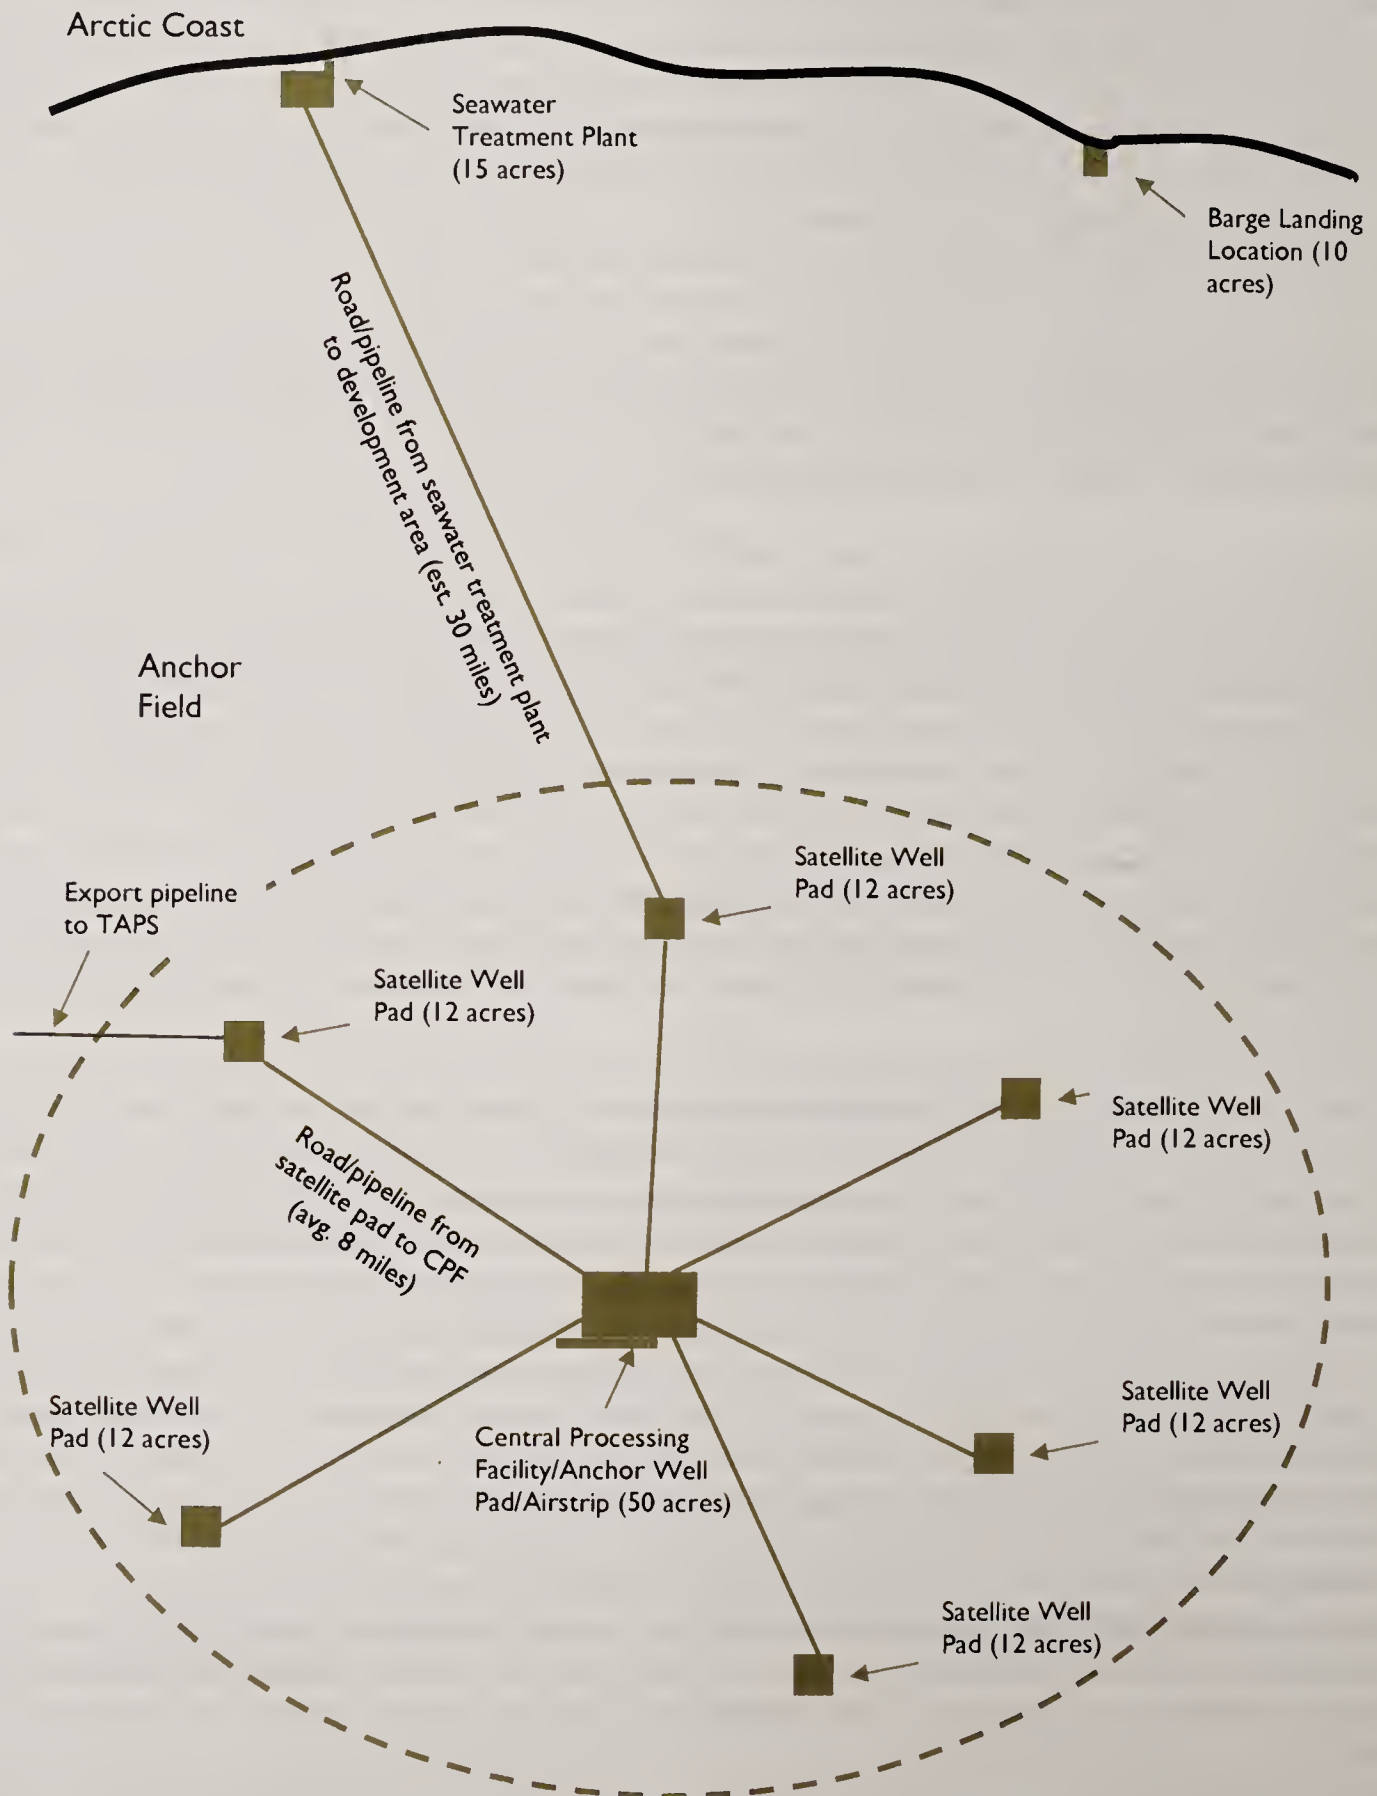 Arctic Coast
Seawater
Treatment Plant
(15 acres)
Barge Landing
Location (10
acres)
Road/pipeline from seawater treatment plant
to development area (est. 30 miles)
Anchor
Field
Satellite Well
Pad (12 acres)
Export pipeline
to TAPS
Satellite Well
Pad (12 acres)
Satellite Well
Pad (12 acres)
Road/pipeline from
satellite pad to CPF
(avg. 8 miles)
Satellite Well
Pad (12 acres)
Satellite Well
Pad (12 acres)
Central Processing
Facility/Anchor Well
Pad/Airstrip (50 acres)
Satellite Well
Pad (12 acres)